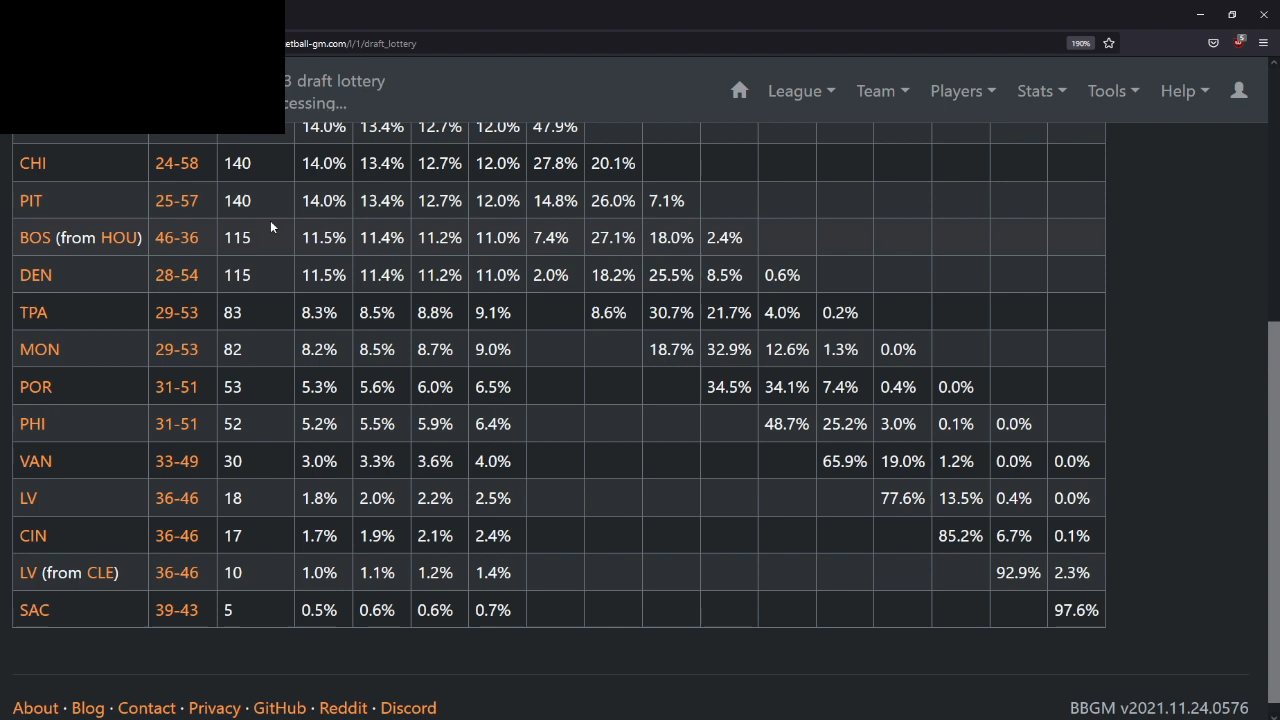 etball-gm.com/l/1/draft_lottery
190%
5
3 draft lottery
cessing...
League Team Players Stats Tools Help
14.0% 13.4% 12.7% 12.0% 47.9%
CHI 24-58 140 14.0% 13.4% 12.7% 12.0% 27.8% 20.1%
PIT 25-57 140 14.0% 13.4% 12.7% 12.0% 14.8% 26.0% 7.1%
BOS (from HOU) 46-36 115 11.5% 11.4% 11.2% 11.0% 7.4% 27.1% 18.0% 2.4%
DEN 28-54 115 11.5% 11.4% 11.2% 11.0% 2.0% 18.2% 25.5% 8.5% 0.6%
TPA 29-53 83 8.3% 8.5% 8.8% 9.1% 8.6% 30.7% 21.7% 4.0% 0.2%
MON 29-53 82 8.2% 8.5% 8.7% 9.0% 18.7% 32.9% 12.6% 1.3% 0.0%
POR 31-51 53 5.3% 5.6% 6.0% 6.5% 34.5% 34.1% 7.4% 0.4% 0.0%
PHI 31-51 52 5.2% 5.5% 5.9% 6.4% 48.7% 25.2% 3.0% 0.1% 0.0%
VAN 33-49 30 3.0% 3.3% 3.6% 4.0% 65.9% 19.0% 1.2% 0.0% 0.0%
LV 36-46 18 1.8% 2.0% 2.2% 2.5% 77.6% 13.5% 0.4% 0.0%
CIN 36-46 17 1.7% 1.9% 2.1% 2.4% 85.2% 6.7% 0.1%
LV (from CLE) 36-46 10 1.0% 1.1% 1.2% 1.4% 92.9% 2.3%
SAC 39-43 5 0.5% 0.6% 0.6% 0.7% 97.6%
About · Blog · Contact · Privacy · GitHub · Reddit · Discord
BBGM v2021.11.24.0576